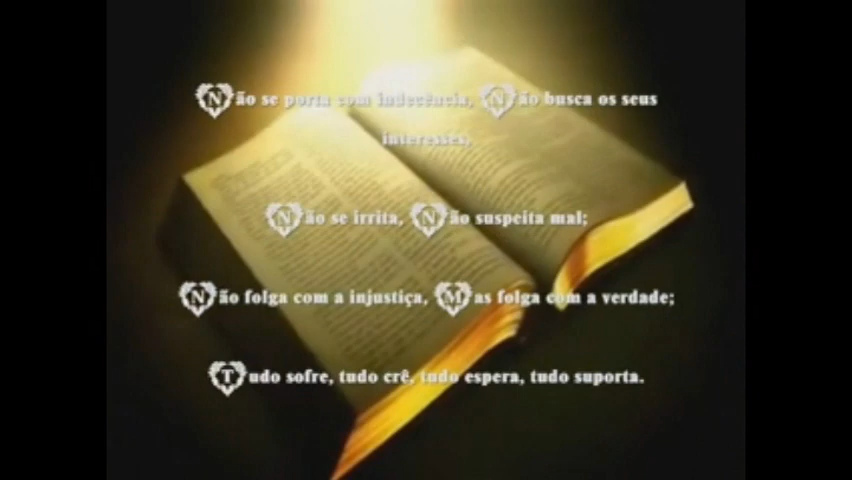 Não se porta com indecência, Não busca os seus
interesses,
Não se irrita, Não suspeita mal;
Não folga com a injustiça, Mas folga com a verdade;
Tudo sofre, tudo crê, tudo espera, tudo suporta.